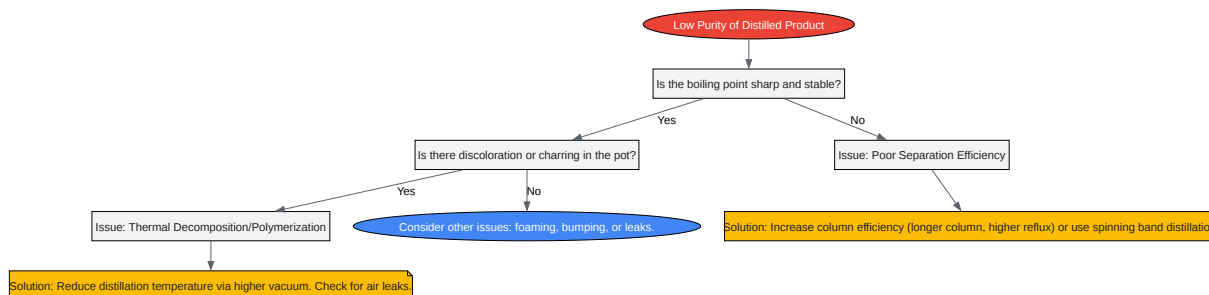 Low Purity of Distilled Product
Is the boiling point sharp and stable?
Yes
No
Is there discoloration or charring in the pot?
Issue: Poor Separation Efficiency
Yes
No
Issue: Thermal Decomposition/Polymerization
Consider other issues: foaming, bumping, or leaks.
Solution: Increase column efficiency (longer column, higher reflux) or use spinning band distillatio
Solution: Reduce distillation temperature via higher vacuum. Check for air leaks.